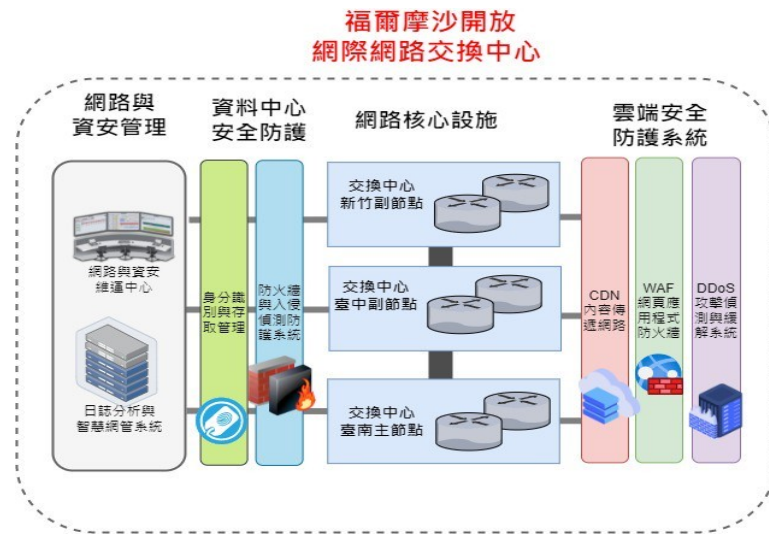 福爾摩沙開放
網際網路交換中心
網路與
資安管理
資料中心
安全防護
網路核心設施
雲端安全
防護系統
網路與資安
維運中心
日誌分析與
智慧網管系統
身分識
別與存
取管理
防火牆
與入侵
偵測防
護系統
交換中心
新竹副節點
交換中心
臺中副節點
交換中心
臺南主節點
CDN
內容傳
遞網路
WAF
網頁應
用程式
防火牆
DDoS
攻擊偵
測與緩
解系統